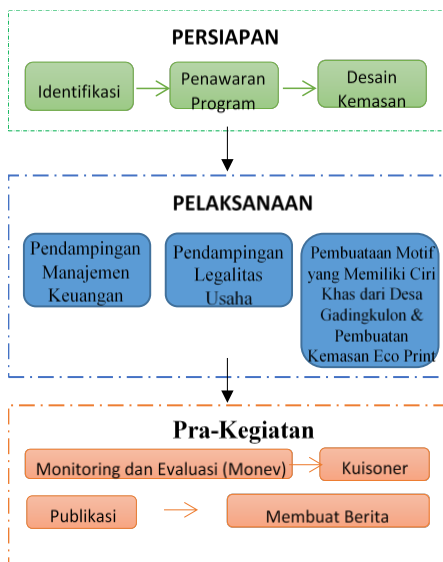 PERSIAPAN
Identifikasi
Penawaran
Program
Desain
Kemasan
PELAKSANAAN
Pendampingan
Manajemen
Keuangan
Pendampingan
Legalitas
Usaha
Pembuataan Motif
yang Memiliki Ciri
Khas dari Desa
Gadingkulon &
Pembuatan
Kemasan Eco Print
Pra-Kegiatan
Monitoring dan Evaluasi (Monev)
Kuisoner
Publikasi
Membuat Berita